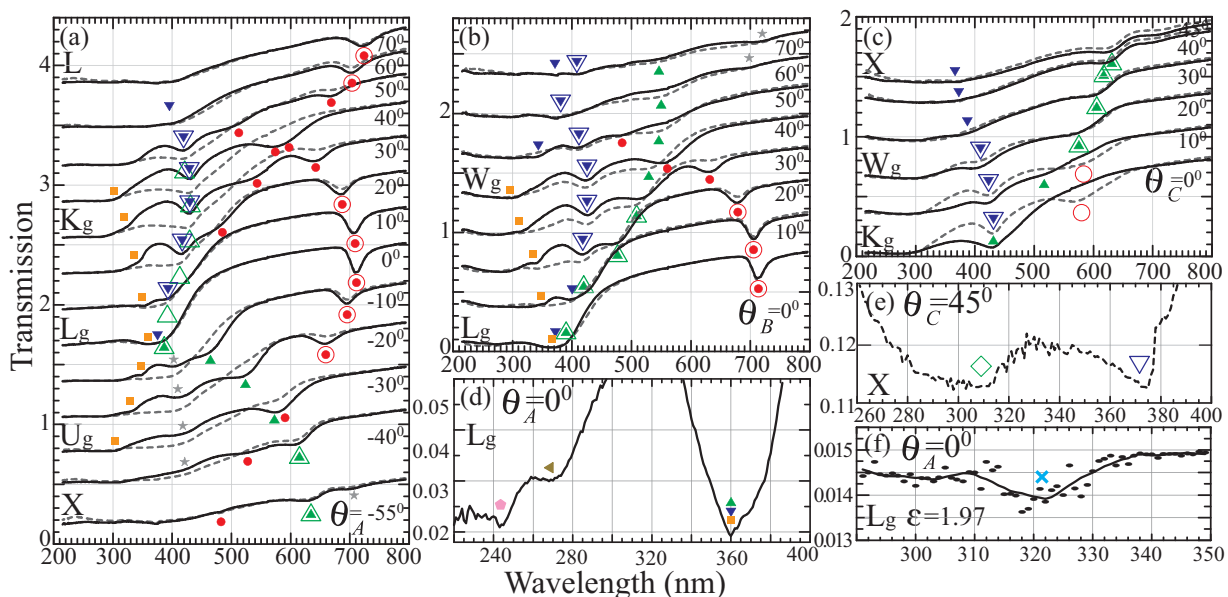 (a)
Transmission
4
3
2
1
0
L
Kg
Lg
Ug
X
70⁰
60⁰
50⁰
40⁰
30⁰
20⁰
10⁰
0⁰
-10⁰
-20⁰
-30⁰
-40⁰
θA=
-55⁰
200 300 400 500 600 700 800
(b)
2
1
0
Wg
Lg
70⁰
60⁰
50⁰
40⁰
30⁰
20⁰
10⁰
θB=0⁰
200 300 400 500 600 700 800
(c)
2
1
0
X
Wg
Kg
45⁰
40⁰
30⁰
20⁰
10⁰
θC=0⁰
200 300 400 500 600 700 800
(d)
θA=0⁰
Lg
0.05
0.04
0.03
0.02
240 280 320 360 400
(e)
θC=45⁰
X
0.13
0.12
0.11
260 280 300 320 340 360 380 400
(f)
θA=0⁰
Lg ε=1.97
0.015
0.014
0.013
300 310 320 330 340 350
Wavelength (nm)